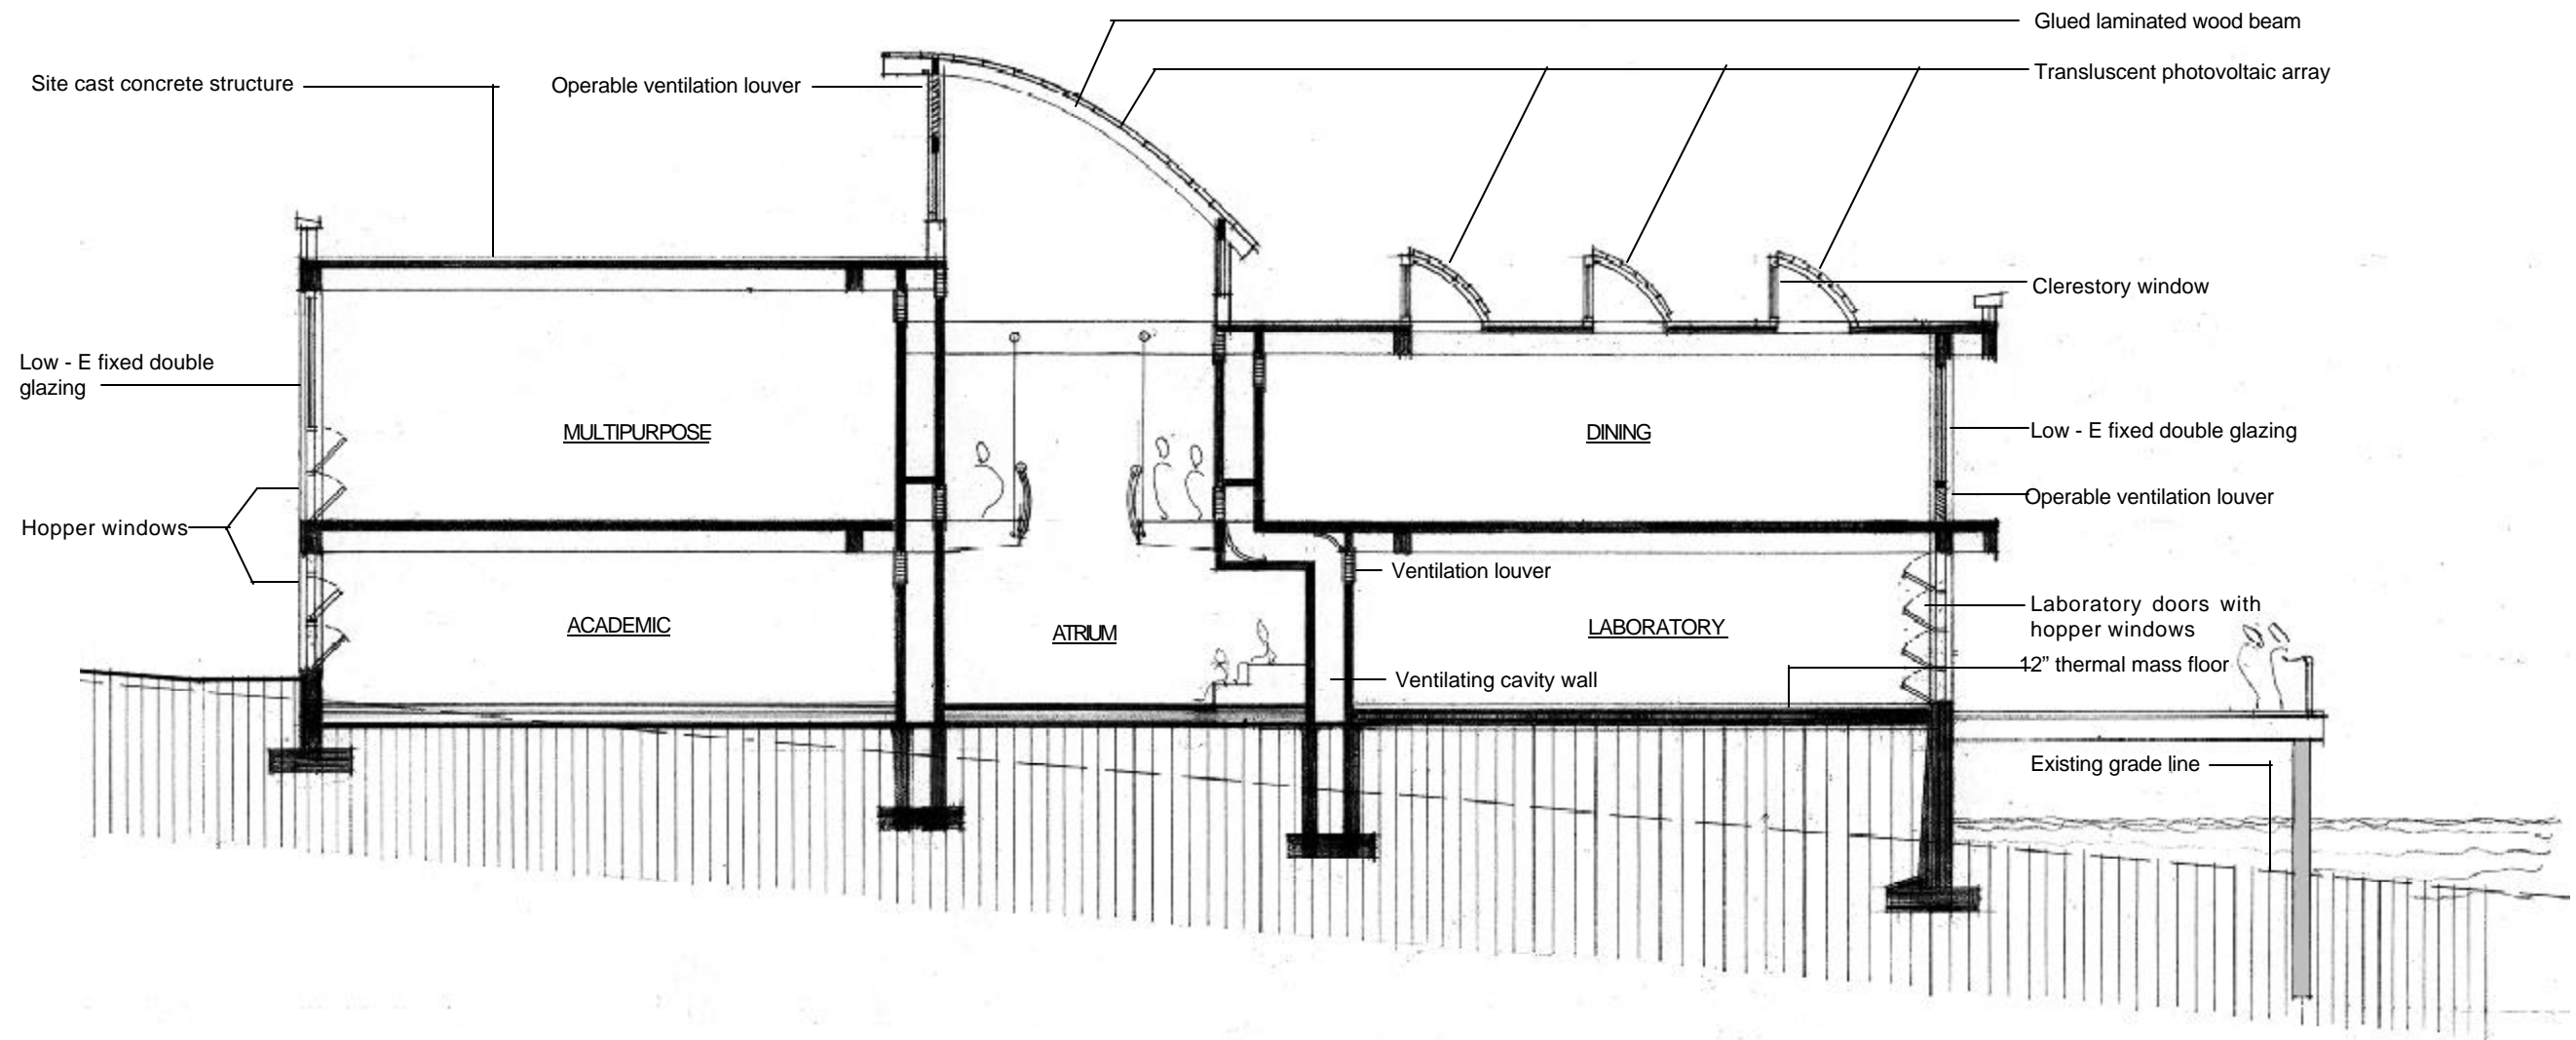 Glued laminated wood beam
Transluscent photovoltaic array
Site cast concrete structure
Operable ventilation louver
Clerestory window
Low - E fixed double
glazing
MULTIPURPOSE
DINING
Low - E fixed double glazing
Operable ventilation louver
Hopper windows
Ventilation louver
ACADEMIC
ATRIUM
LABORATORY
Laboratory doors with
hopper windows
12” thermal mass floor
Ventilating cavity wall
Existing grade line